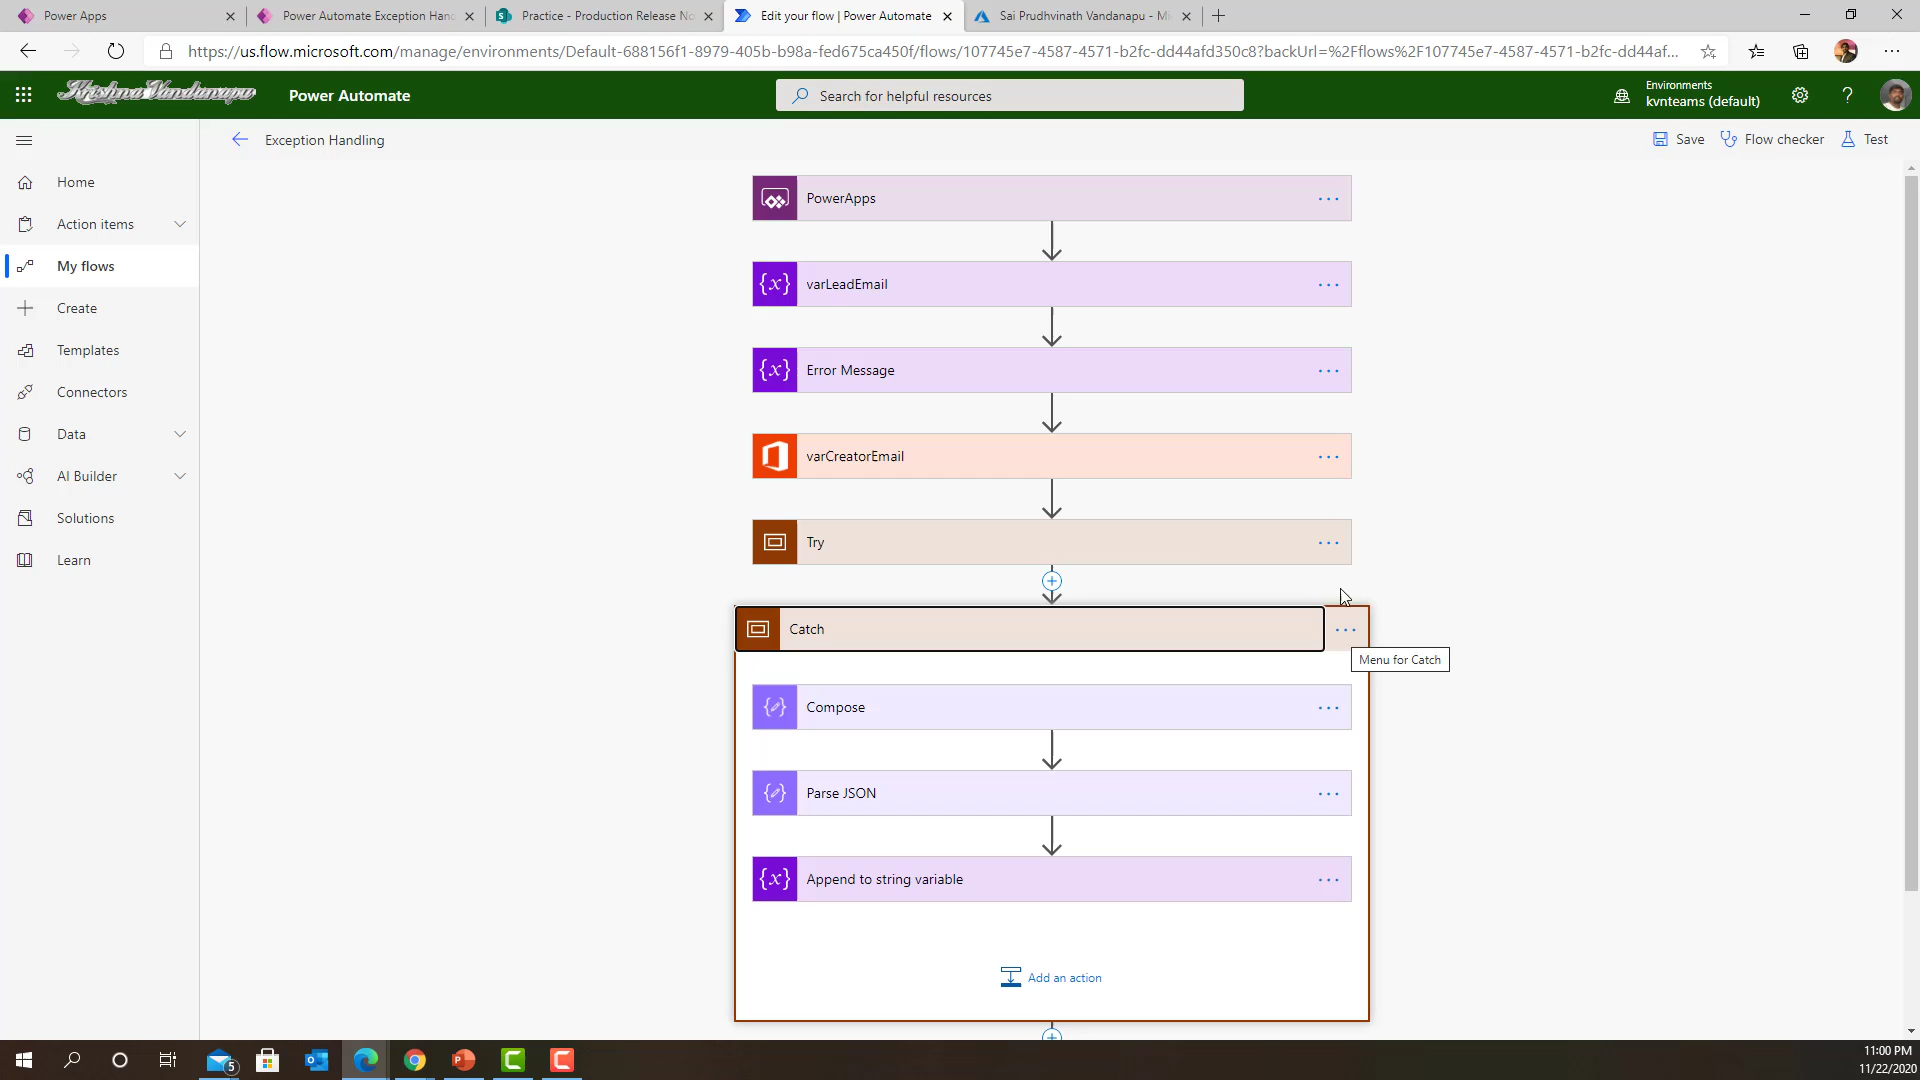 Power Apps
Power Automate Exception Hand
Practice - Production Release No
Edit your flow | Power Automate
Sai Prudhvinath Vandanapu - Mi
https://us.flow.microsoft.com/manage/environments/Default-688156f1-8979-405b-b98a-fed675ca450f/flows/107745e7-4587-4571-b2fc-dd44afd350c8?backUrl=%2Fflows%2F107745e7-4587-4571-b2fc-dd44af...
Krishna Vandanapu
Power Automate
Search for helpful resources
Environments
kvnteams (default)
?
Exception Handling
Save
Flow checker
Test
Home
Action items
My flows
Create
Templates
Connectors
Data
AI Builder
Solutions
Learn
PowerApps
varLeadEmail
Error Message
varCreatorEmail
Try
Catch
Menu for Catch
Compose
Parse JSON
Append to string variable
Add an action
5
11:00 PM
11/22/2020